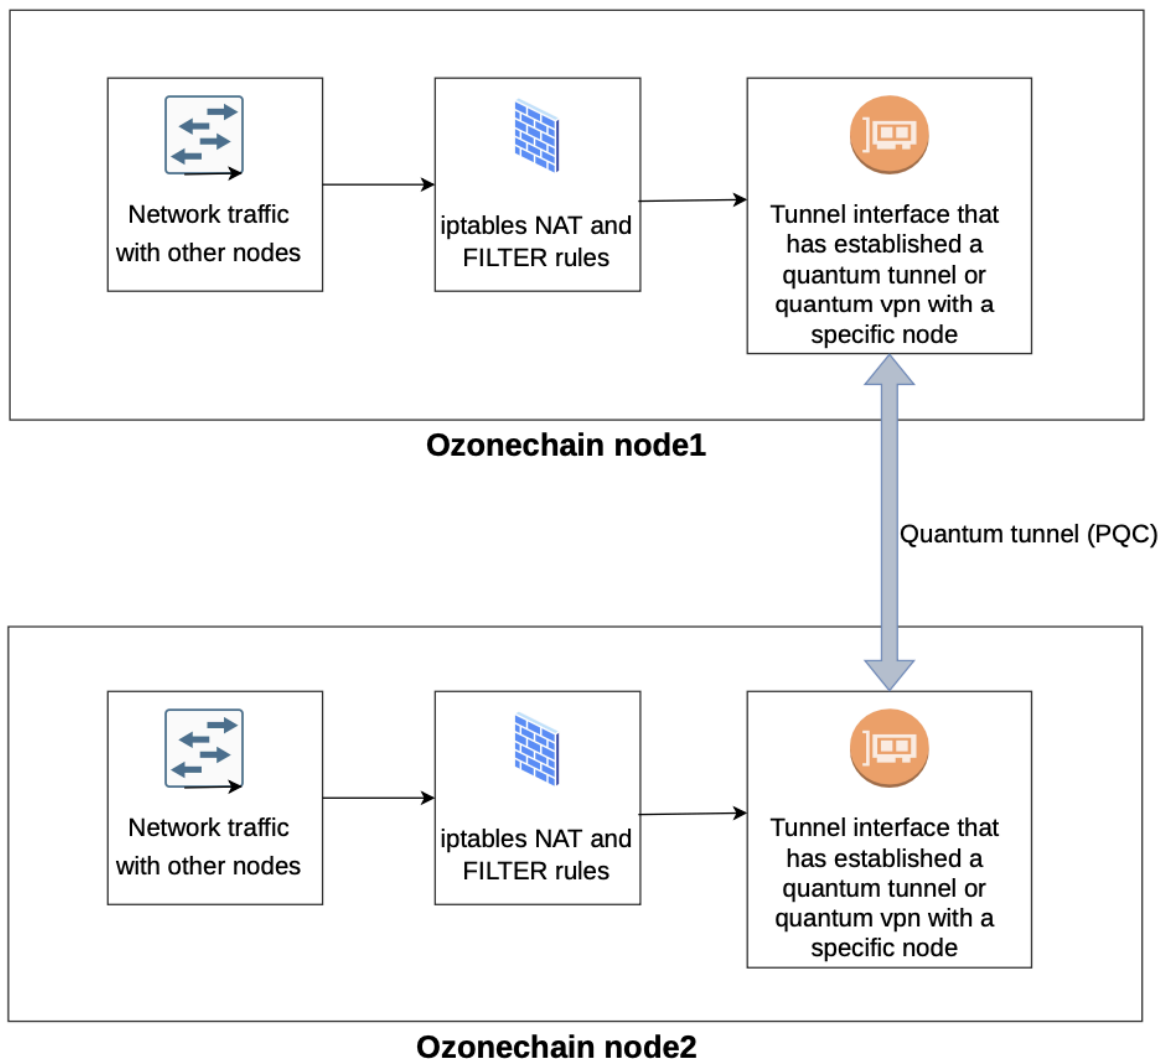 Network traffic
with other nodes
iptables NAT and
FILTER rules
Tunnel interface that
has established a
quantum tunnel or
quantum vpn with a
specific node
Ozonechain node1
Quantum tunnel (PQC)
Network traffic
with other nodes
iptables NAT and
FILTER rules
Tunnel interface that
has established a
quantum tunnel or
quantum vpn with a
specific node
Ozonechain node2